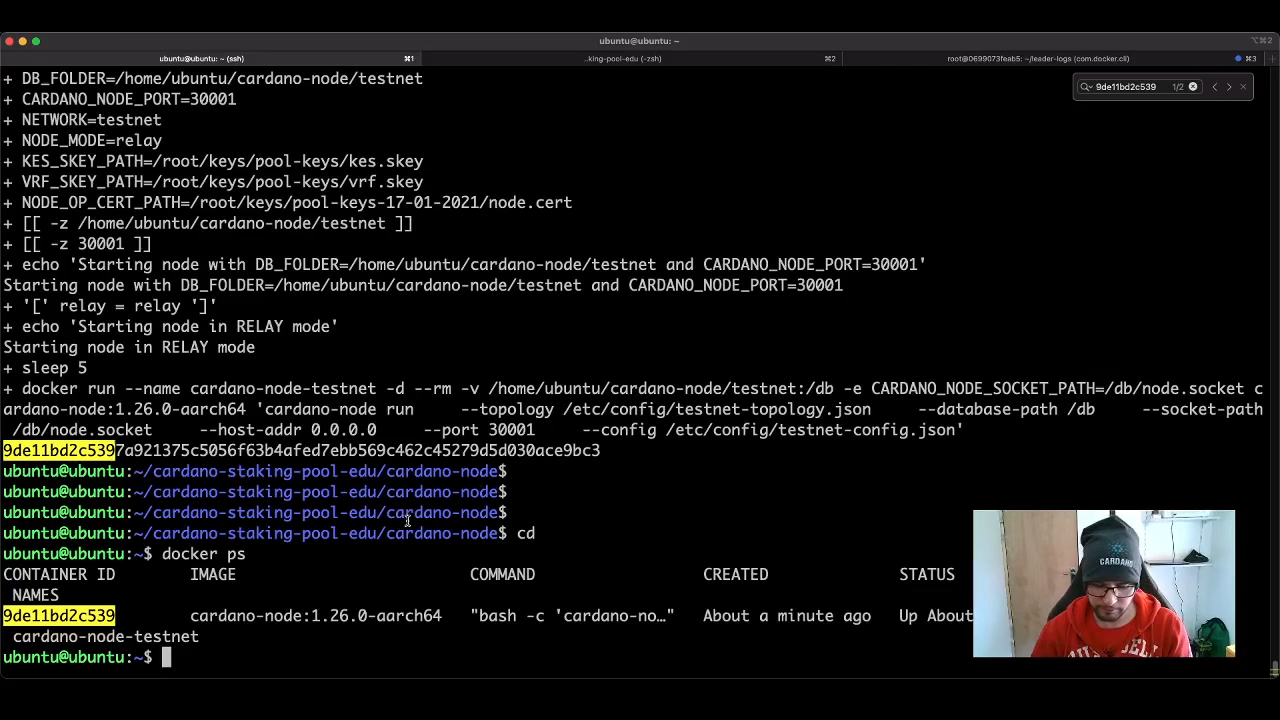 ubuntu@ubuntu: ~
⌥⌘2
ubuntu@ubuntu: ~ (ssh) ⌘1 ..king-pool-edu (-zsh) ⌘2 root@0699073feab5: ~/leader-logs (com.docker.cli) ⌘3
9de11bd2c539 1/2
+ DB_FOLDER=/home/ubuntu/cardano-node/testnet
+ CARDANO_NODE_PORT=30001
+ NETWORK=testnet
+ NODE_MODE=relay
+ KES_SKEY_PATH=/root/keys/pool-keys/kes.skey
+ VRF_SKEY_PATH=/root/keys/pool-keys/vrf.skey
+ NODE_OP_CERT_PATH=/root/keys/pool-keys-17-01-2021/node.cert
+ [[ -z /home/ubuntu/cardano-node/testnet ]]
+ [[ -z 30001 ]]
+ echo 'Starting node with DB_FOLDER=/home/ubuntu/cardano-node/testnet and CARDANO_NODE_PORT=30001'
Starting node with DB_FOLDER=/home/ubuntu/cardano-node/testnet and CARDANO_NODE_PORT=30001
+ '[' relay = relay ']'
+ echo 'Starting node in RELAY mode'
Starting node in RELAY mode
+ sleep 5
+ docker run --name cardano-node-testnet -d --rm -v /home/ubuntu/cardano-node/testnet:/db -e CARDANO_NODE_SOCKET_PATH=/db/node.socket c
ardano-node:1.26.0-aarch64 'cardano-node run --topology /etc/config/testnet-topology.json --database-path /db --socket-path
/db/node.socket --host-addr 0.0.0.0 --port 30001 --config /etc/config/testnet-config.json'
9de11bd2c5397a921375c5056f63b4afed7ebb569c462c45279d5d030ace9bc3
ubuntu@ubuntu:~/cardano-staking-pool-edu/cardano-node$
ubuntu@ubuntu:~/cardano-staking-pool-edu/cardano-node$
ubuntu@ubuntu:~/cardano-staking-pool-edu/cardano-node$
ubuntu@ubuntu:~/cardano-staking-pool-edu/cardano-node$ cd
ubuntu@ubuntu:~$ docker ps
CONTAINER ID IMAGE COMMAND CREATED STATUS
NAMES
9de11bd2c539 cardano-node:1.26.0-aarch64 "bash -c 'cardano-no…" About a minute ago Up About
cardano-node-testnet
ubuntu@ubuntu:~$
CARDANO